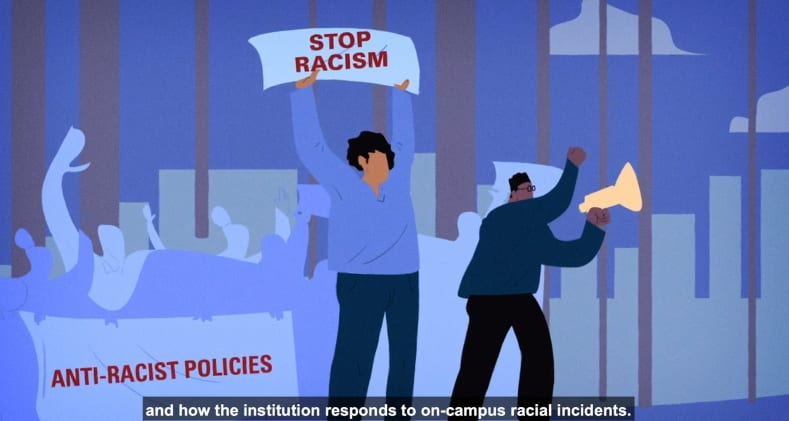 STOP
RACISM
ANTI-RACIST POLICIES
and how the institution responds to on-campus racial incidents.